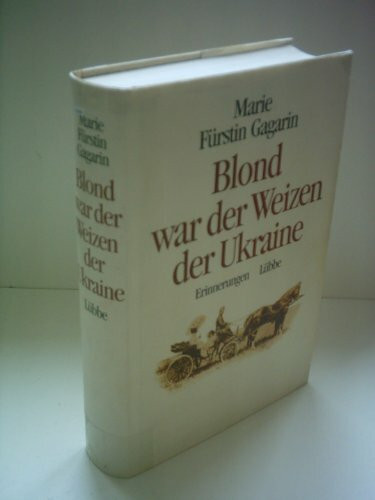 Marie
Fürstin Gagarin
Blond
war der Weizen
der Ukraine
Erinnerungen Lübbe
Marie
Fürstin
Gagarin
Blond
war der
Weizen
der
Ukraine
Lübbe